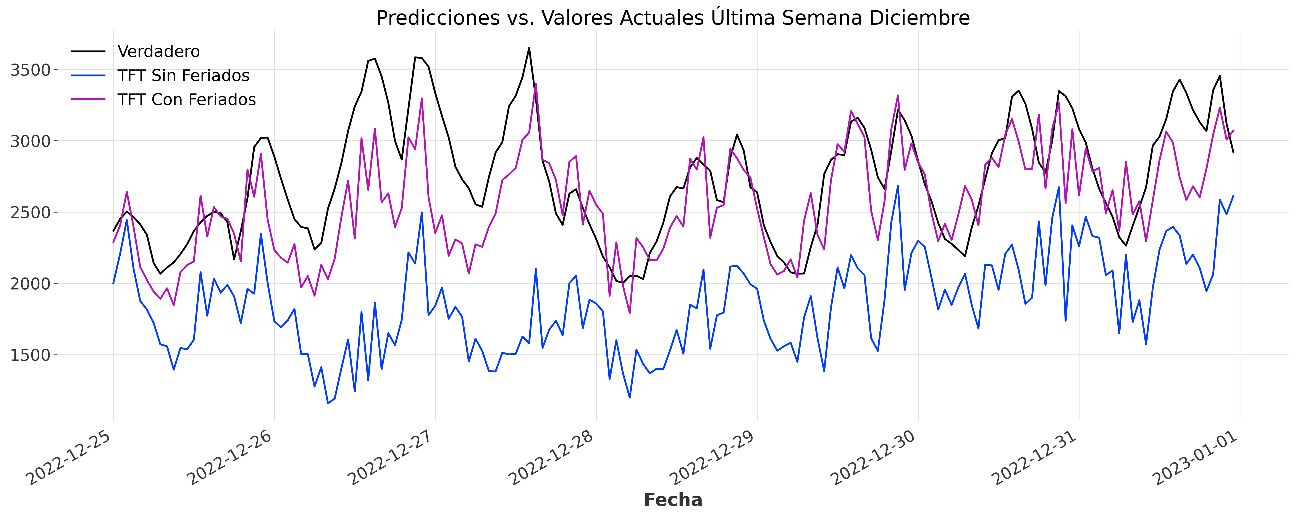 Predicciones vs. Valores Actuales Última Semana Diciembre
Verdadero
TFT Sin Feriados
TFT Con Feriados
3500
3000
2500
2000
1500
2022-12-25
2022-12-26
2022-12-27
2022-12-28
2022-12-29
2022-12-30
2022-12-31
2023-01-01
Fecha